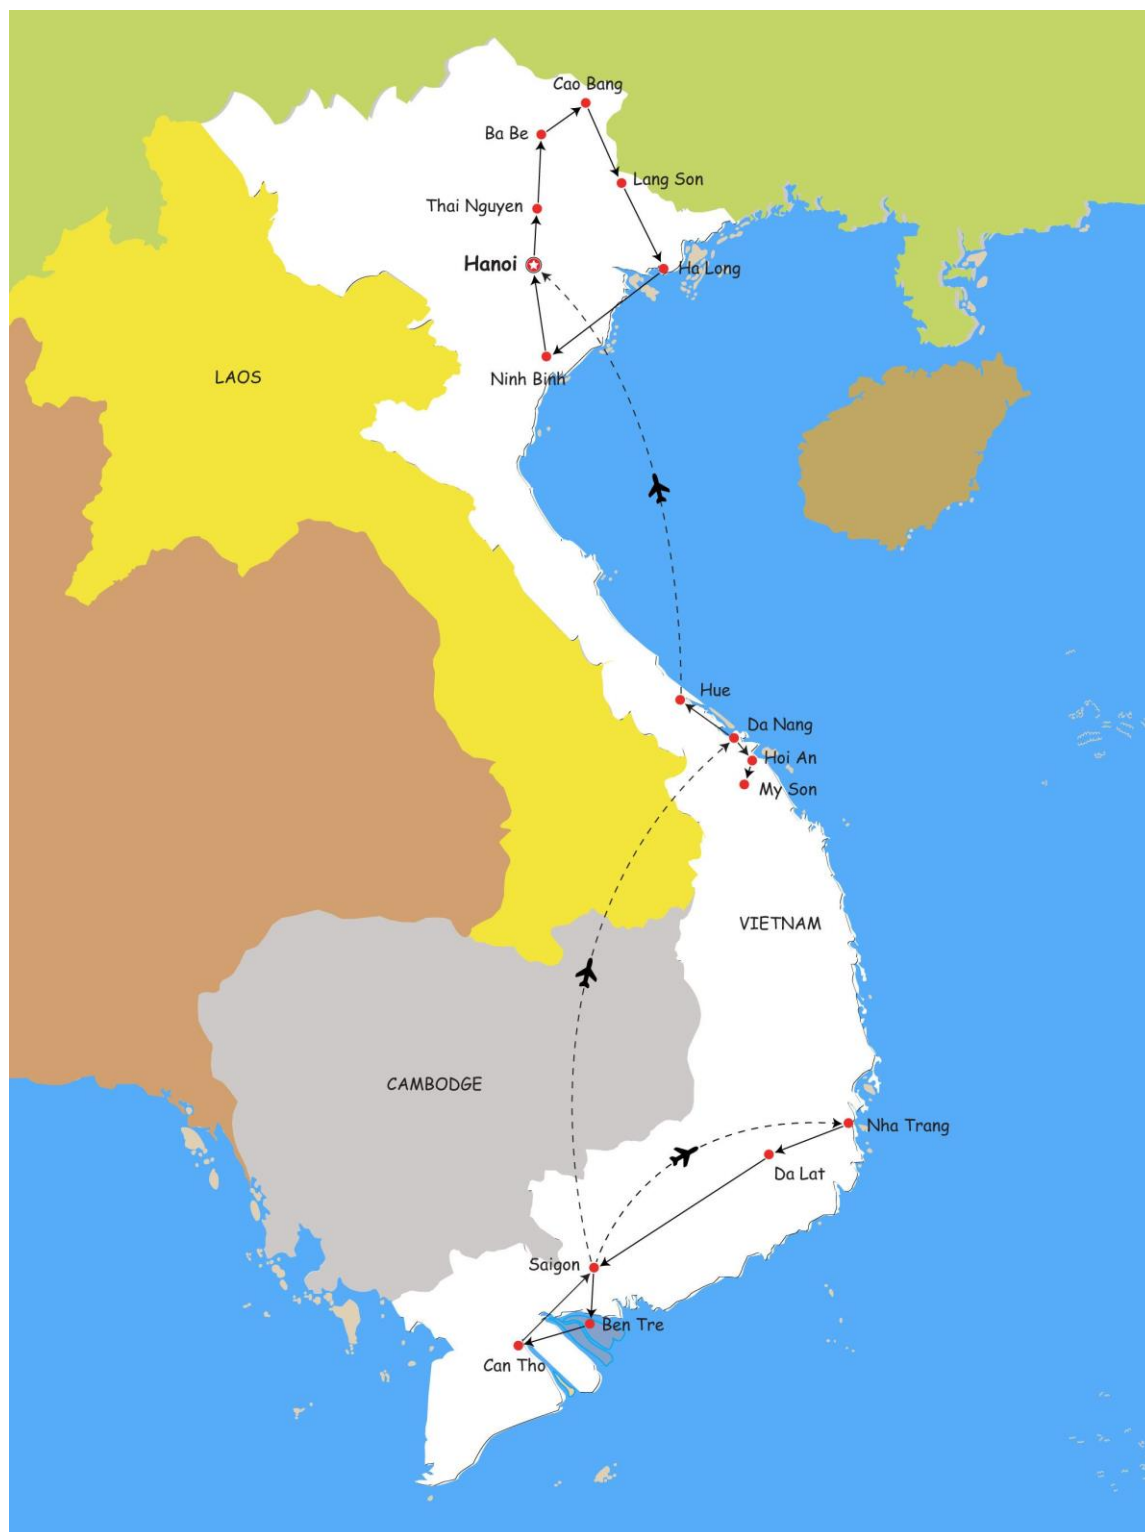 Cao Bang
Ba Be
Lang Son
Thai Nguyen
Hanoi
Ha Long
LAOS
Ninh Binh
Hue
Da Nang
Hoi An
My Son
VIETNAM
CAMBODGE
Nha Trang
Da Lat
Saigon
Ben Tre
Can Tho